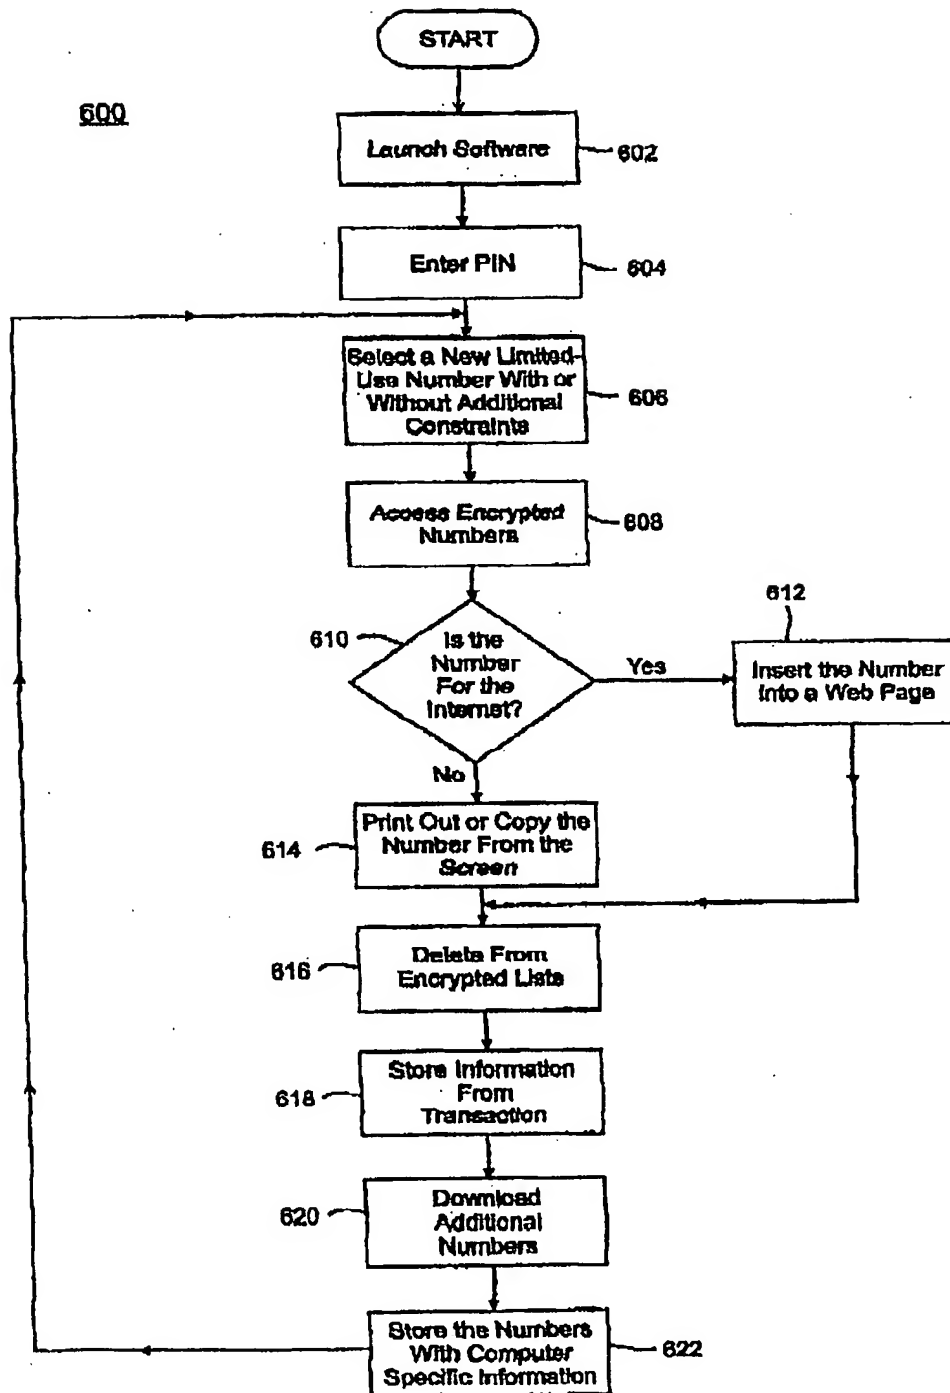 START
600
Launch Software
602
Enter PIN
604
Select a New Limited-
Use Number With or
Without Additional
Constraints
606
Access Encrypted
Numbers
608
610
Is the
Number
For the
Internet?
Yes
612
Insert the Number
Into a Web Page
No
614
Print Out or Copy the
Number From the
Screen
616
Delete From
Encrypted Lists
618
Store Information
From
Transaction
620
Download
Additional
Numbers
Store the Numbers
With Computer
Specific Information
622